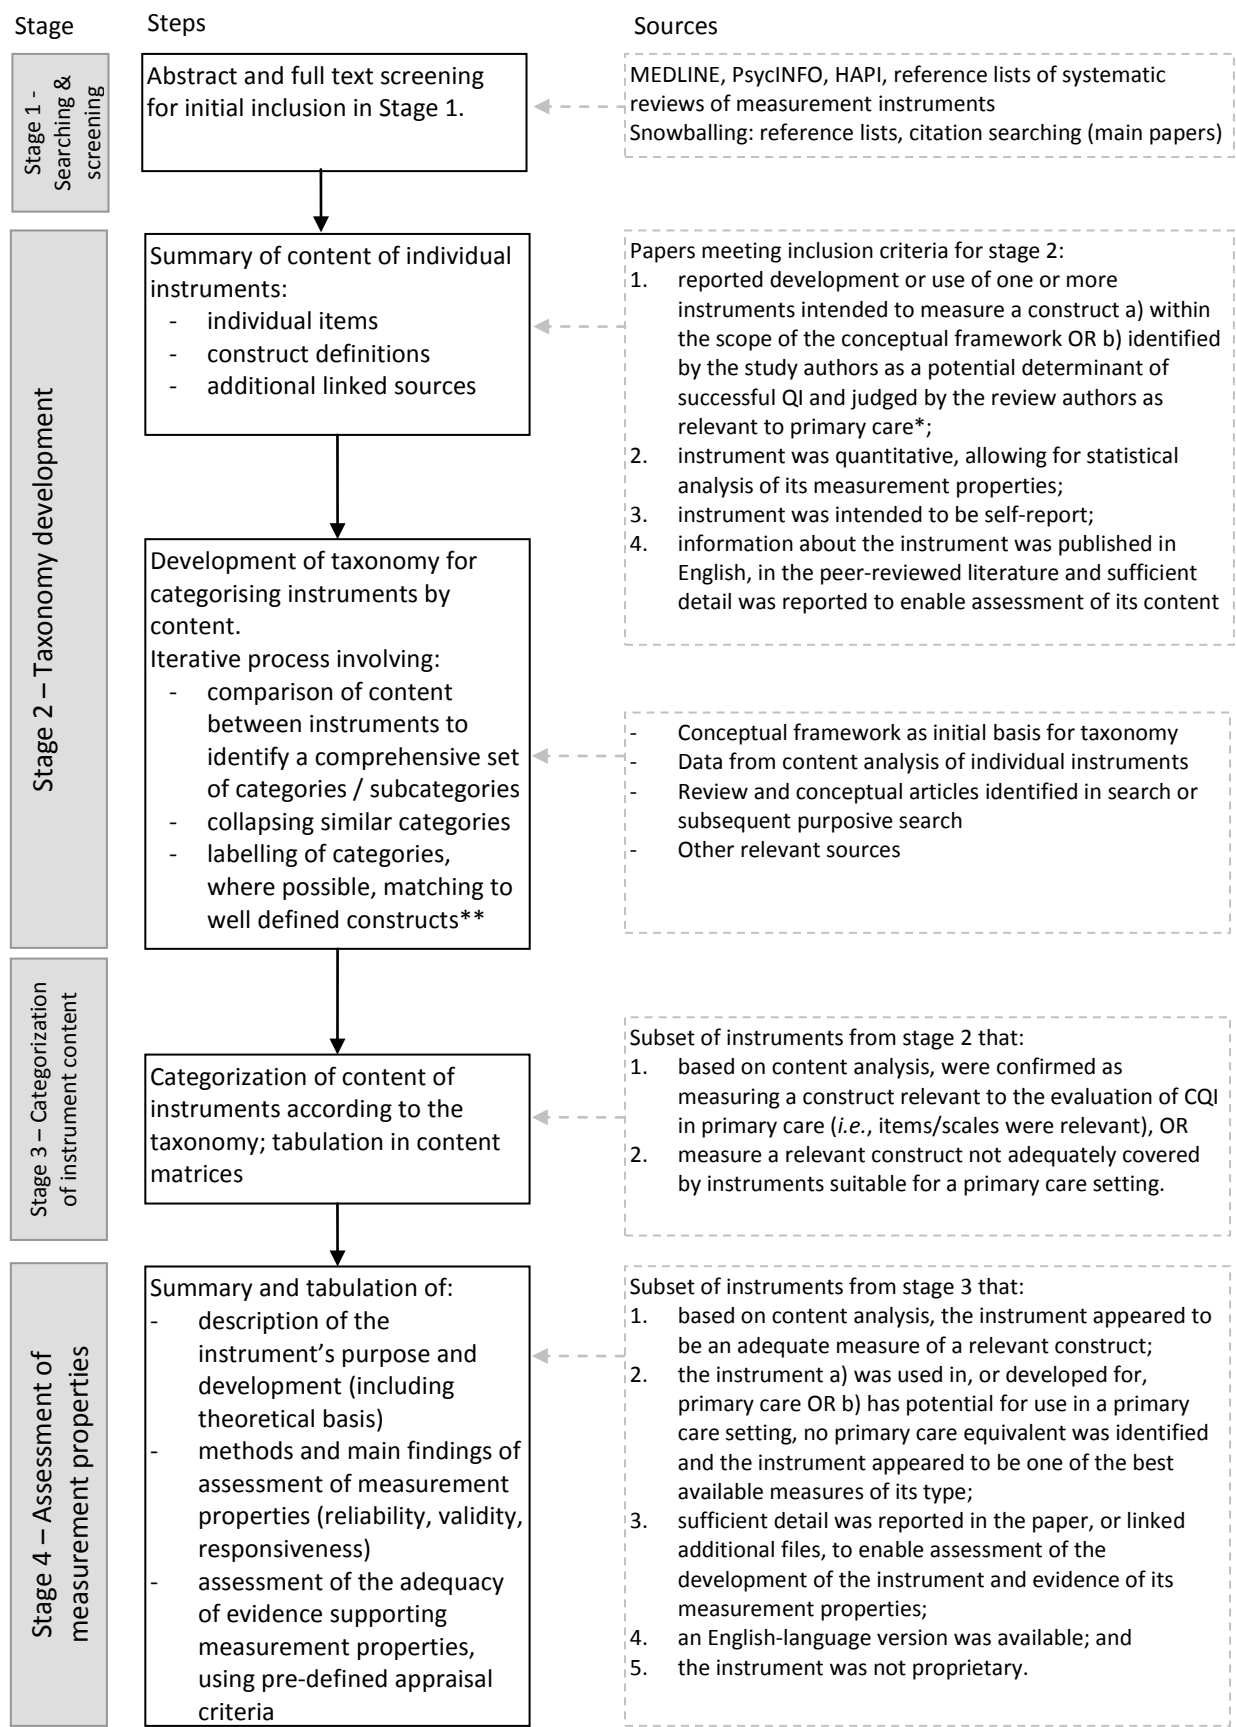 Stage
Steps
Sources
Stage 1 -
Searching &
screening
Abstract and full text screening
for initial inclusion in Stage 1.
MEDLINE, PsycINFO, HAPI, reference lists of systematic
reviews of measurement instruments
Snowballing: reference lists, citation searching (main papers)
Stage 2 – Taxonomy development
Summary of content of individual
instruments:
- individual items
- construct definitions
- additional linked sources
Papers meeting inclusion criteria for stage 2:
1. reported development or use of one or more
instruments intended to measure a construct a) within
the scope of the conceptual framework OR b) identified
by the study authors as a potential determinant of
successful QI and judged by the review authors as
relevant to primary care*;
2. instrument was quantitative, allowing for statistical
analysis of its measurement properties;
3. instrument was intended to be self-report;
4. information about the instrument was published in
English, in the peer-reviewed literature and sufficient
detail was reported to enable assessment of its content
Development of taxonomy for
categorising instruments by
content.
Iterative process involving:
- comparison of content
between instruments to
identify a comprehensive set
of categories / subcategories
- collapsing similar categories
- labelling of categories,
where possible, matching to
well defined constructs**
- Conceptual framework as initial basis for taxonomy
- Data from content analysis of individual instruments
- Review and conceptual articles identified in search or
subsequent purposive search
- Other relevant sources
Stage 3 – Categorization
of instrument content
Categorization of content of
instruments according to the
taxonomy; tabulation in content
matrices
Subset of instruments from stage 2 that:
1. based on content analysis, were confirmed as
measuring a construct relevant to the evaluation of CQI
in primary care (i.e., items/scales were relevant), OR
2. measure a relevant construct not adequately covered
by instruments suitable for a primary care setting.
Stage 4 – Assessment of
measurement properties
Summary and tabulation of:
- description of the
instrument's purpose and
development (including
theoretical basis)
- methods and main findings of
assessment of measurement
properties (reliability, validity,
responsiveness)
- assessment of the adequacy
of evidence supporting
measurement properties,
using pre-defined appraisal
criteria
Subset of instruments from stage 3 that:
1. based on content analysis, the instrument appeared to
be an adequate measure of a relevant construct;
2. the instrument a) was used in, or developed for,
primary care OR b) has potential for use in a primary
care setting, no primary care equivalent was identified
and the instrument appeared to be one of the best
available measures of its type;
3. sufficient detail was reported in the paper, or linked
additional files, to enable assessment of the
development of the instrument and evidence of its
measurement properties;
4. an English-language version was available; and
5. the instrument was not proprietary.